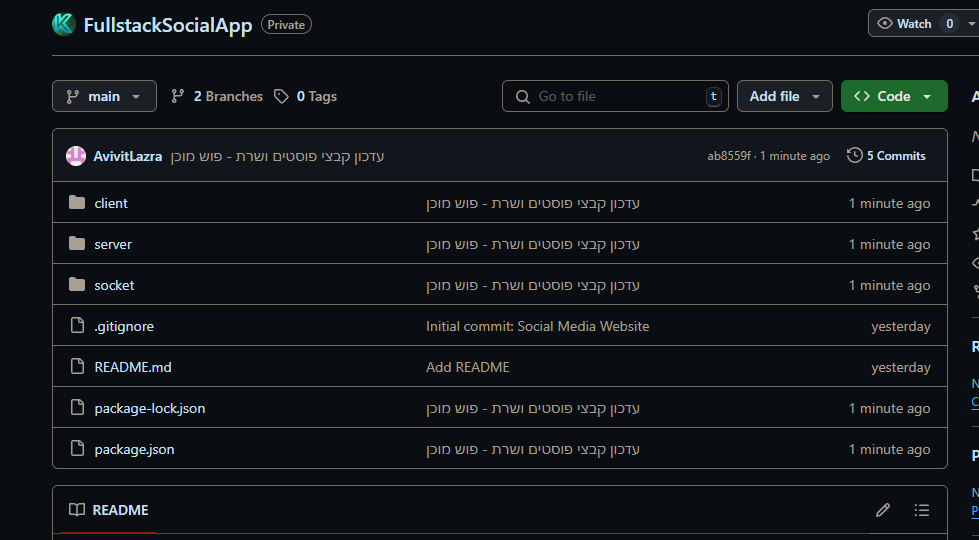 FullstackSocialApp Private Watch 0
main 2 Branches 0 Tags Go to file t Add file Code
AvivitLazra עדכון קבצי פוסטים ושרת - פוש מוכן ab8559f · 1 minute ago 5 Commits
client עדכון קבצי פוסטים ושרת - פוש מוכן 1 minute ago
server עדכון קבצי פוסטים ושרת - פוש מוכן 1 minute ago
socket עדכון קבצי פוסטים ושרת - פוש מוכן 1 minute ago
.gitignore Initial commit: Social Media Website yesterday
README.md Add README yesterday
package-lock.json עדכון קבצי פוסטים ושרת - פוש מוכן 1 minute ago
package.json עדכון קבצי פוסטים ושרת - פוש מוכן 1 minute ago
README